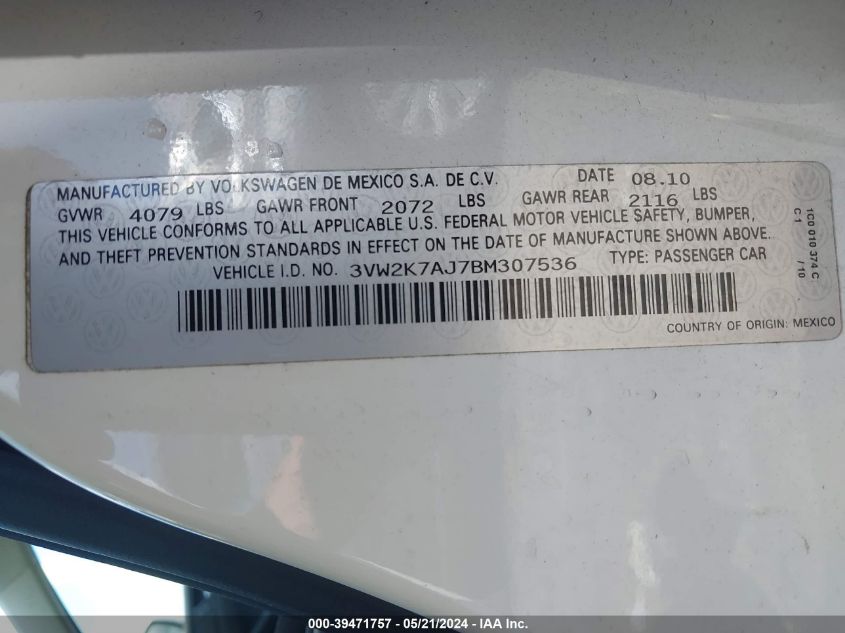 MANUFACTURED BY VOLKSWAGEN DE MEXICO S.A. DE C.V. DATE 08.10
GVWR 4079 LBS GAWR FRONT 2072 LBS GAWR REAR 2116 LBS
THIS VEHICLE CONFORMS TO ALL APPLICABLE U.S. FEDERAL MOTOR VEHICLE SAFETY, BUMPER,
AND THEFT PREVENTION STANDARDS IN EFFECT ON THE DATE OF MANUFACTURE SHOWN ABOVE.
VEHICLE I.D. NO. 3VW2K7AJ7BM307536 TYPE: PASSENGER CAR
COUNTRY OF ORIGIN: MEXICO
1C0 010 374 C
C1 /10
000-39471757 - 05/21/2024 - IAAI Inc.